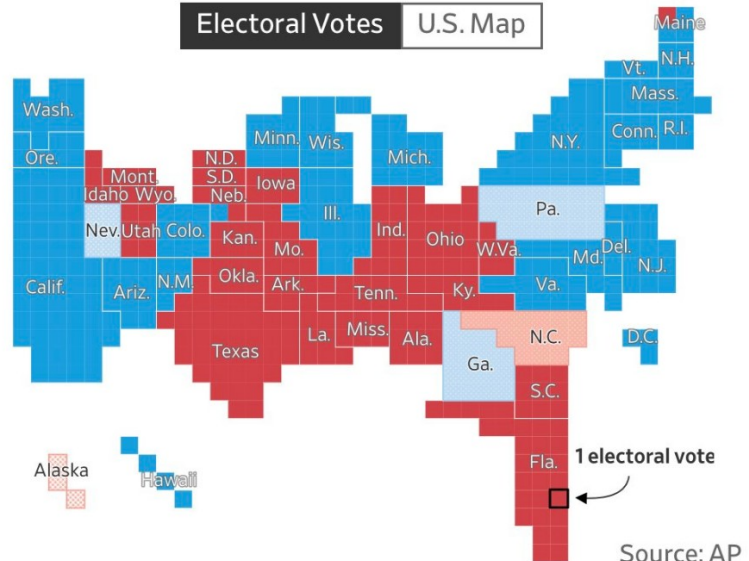 Electoral Votes U.S. Map
Maine
Vt. N.H.
Wash. Mass.
Minn. Wis. N.Y. Conn. R.I.
Ore. N.D. Mich.
Mont. S.D. Iowa
Idaho Wyo. Neb.
Nev. Utah Colo. Kan. Mo. Ill. Ind. Ohio W.Va. Pa.
Calif. Ariz. N.M. Okla. Ark. Tenn. Ky. Va. Md. Del. N.J.
Texas La. Miss. Ala. Ga. N.C. D.C.
S.C.
Alaska Hawaii Fla. 1 electoral vote
Source: AP